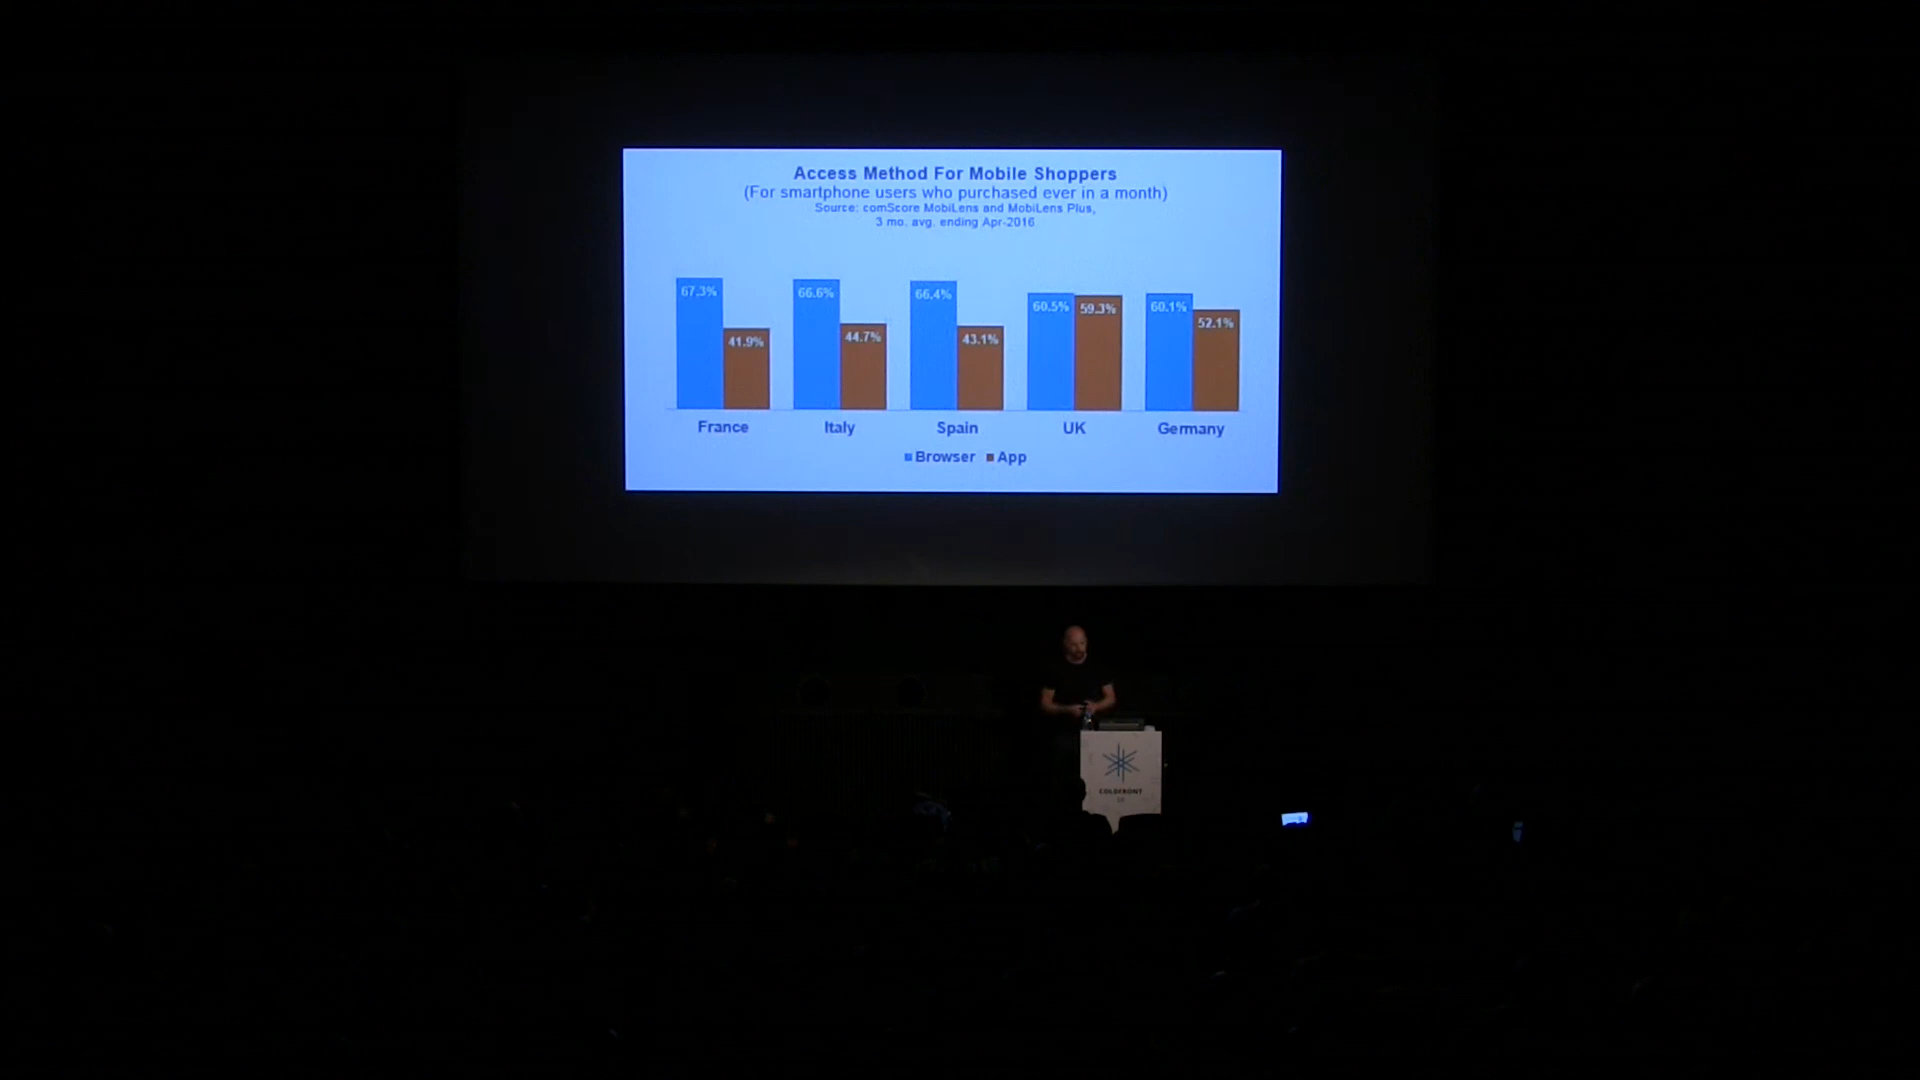 Access Method For Mobile Shoppers
(For smartphone users who purchased ever in a month)
Source: comScore MobiLens and MobiLens Plus,
3 mo. avg. ending Apr-2016
67.3%
41.9%
66.6%
44.7%
66.4%
43.1%
60.5%
59.3%
60.1%
52.1%
France
Italy
Spain
UK
Germany
Browser
App
COLDFRONT